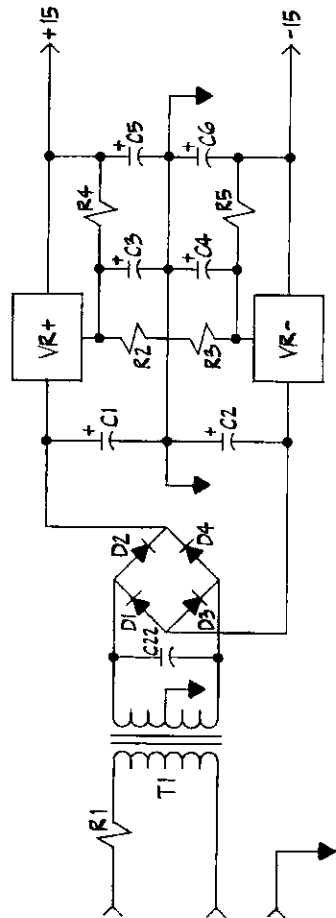 +15
-15
R4
C5
C6
R5
C3
C4
VR+
R2
R3
VR-
C1
C2
D2
D4
D1
D3
C22
T1
R1
+
+
+
+
+
+